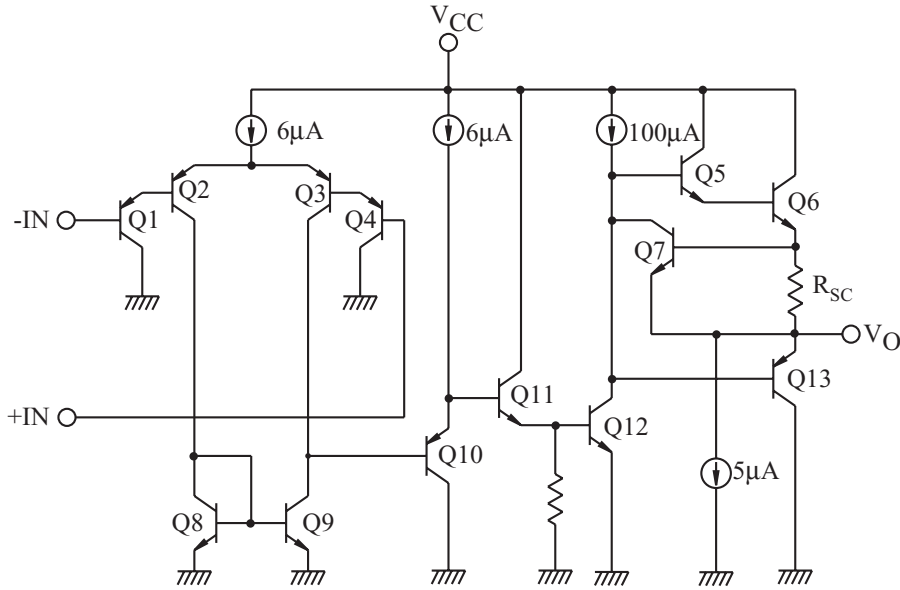 VCC
6μA
6μA
100μA
Q5
Q2
Q3
Q6
-IN
Q1
Q4
Q7
RSC
VO
Q11
Q13
+IN
Q12
Q10
5μA
Q8
Q9